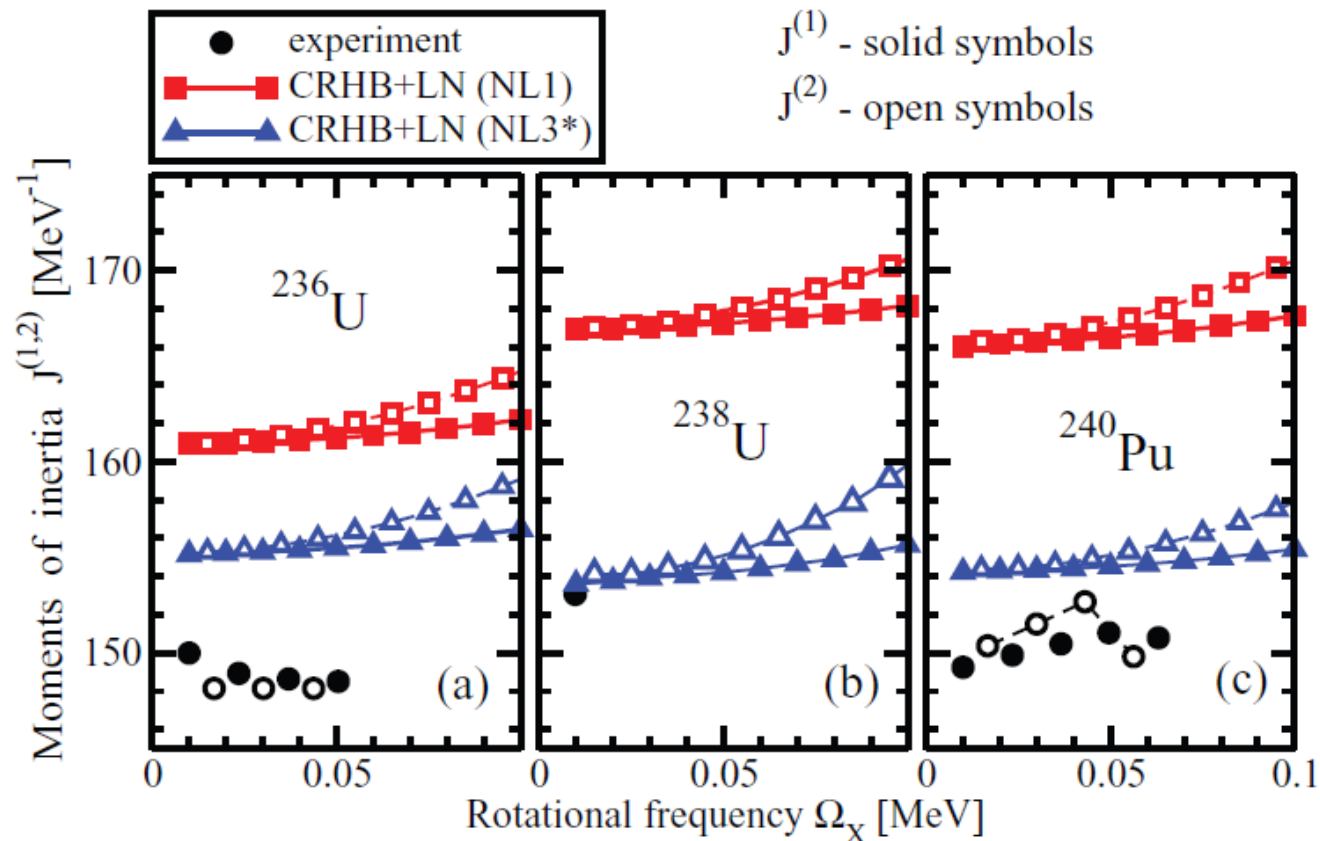 experiment
CRHB+LN (NL1)
CRHB+LN (NL3*)
J⁽¹⁾ - solid symbols
J⁽²⁾ - open symbols
Moments of inertia J⁽¹,²⁾ [MeV⁻¹]
170
160
150
²³⁶U
(a)
²³⁸U
(b)
²⁴⁰Pu
(c)
0 0.05 0 0.05 0 0.05 0.1
Rotational frequency Ωₓ [MeV]